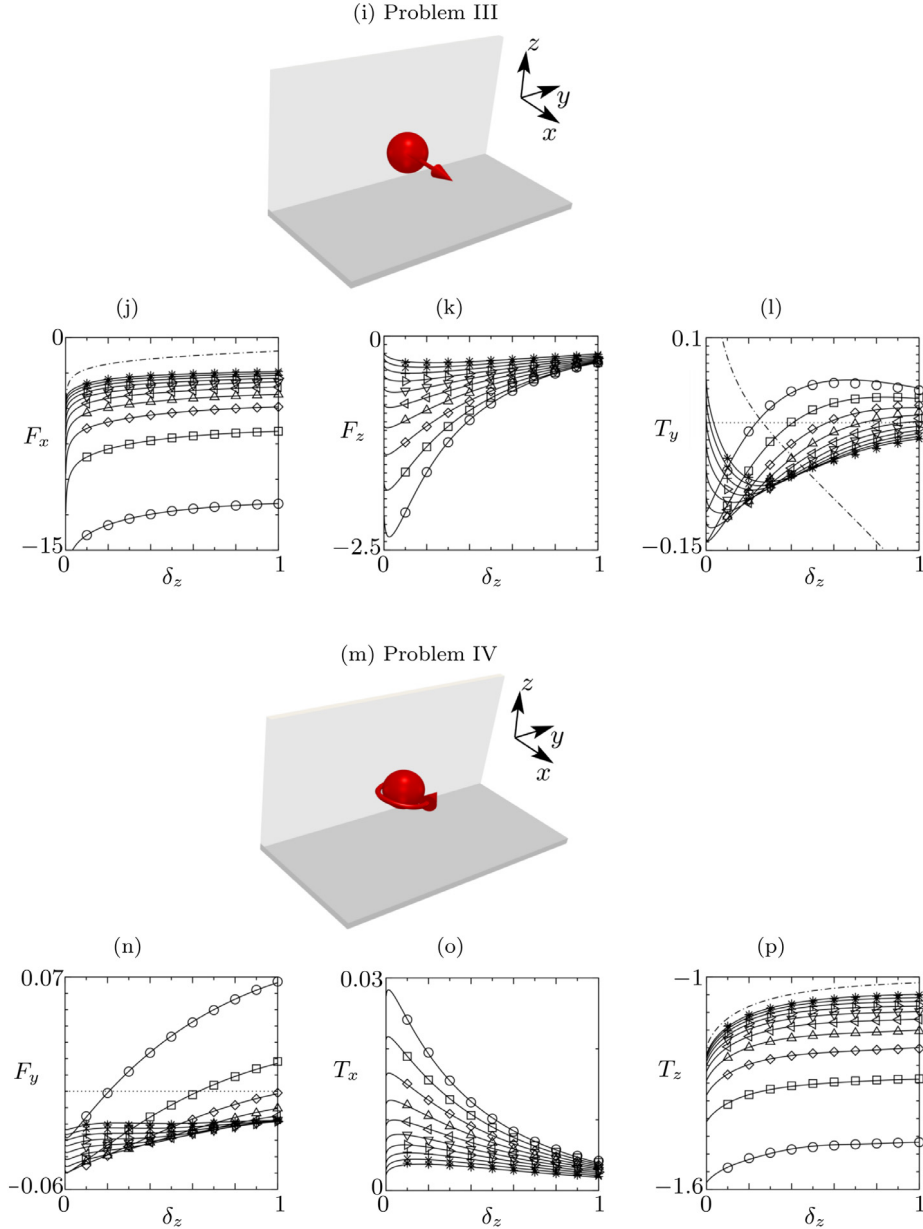 (i) Problem III
z
y
x
(j) (k) (l)
0 0 0.1
F_x F_z T_y
−15 −2.5 −0.15
0 1 0 1 0 1
δ_z δ_z δ_z
(m) Problem IV
z
y
x
(n) (o) (p)
0.07 0.03 −1
F_y T_x T_z
-0.06 0 −1.6
0 1 0 1 0 1
δ_z δ_z δ_z